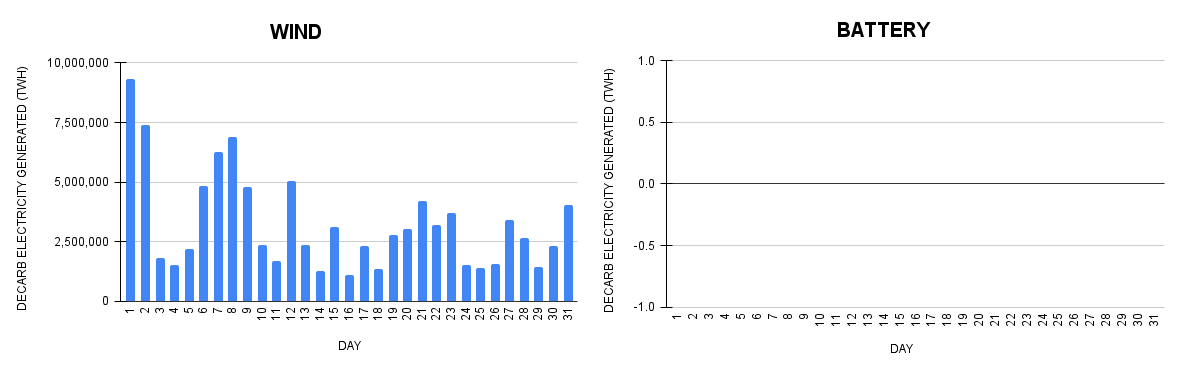 WIND
DECARB ELECTRICITY GENERATED (TWH)
10,000,000
7,500,000
5,000,000
2,500,000
0
1 2 3 4 5 6 7 8 9 10 11 12 13 14 15 16 17 18 19 20 21 22 23 24 25 26 27 28 29 30 31
DAY
BATTERY
DECARB ELECTRICITY GENERATED (TWH)
1.0
0.5
0.0
-0.5
-1.0
1 2 3 4 5 6 7 8 9 10 11 12 13 14 15 16 17 18 19 20 21 22 23 24 25 26 27 28 29 30 31
DAY